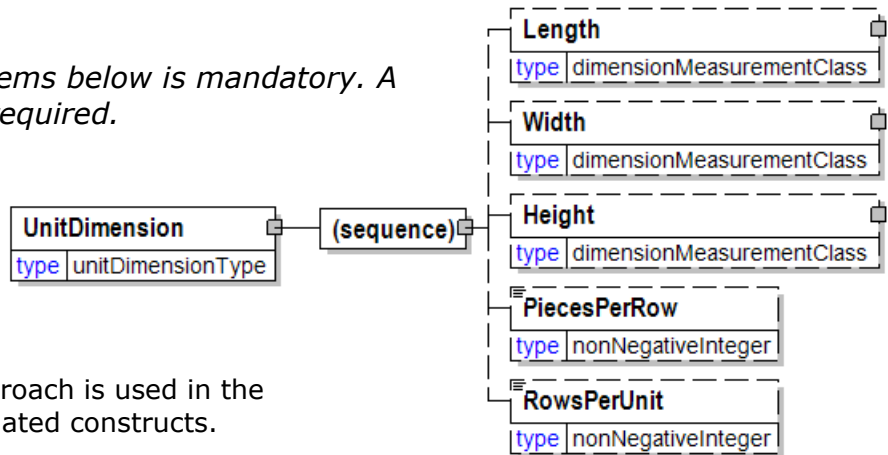 ems below is mandatory. A
equired.
UnitDimension
type unitDimensionType
(sequence)
Length
type dimensionMeasurementClass
Width
type dimensionMeasurementClass
Height
type dimensionMeasurementClass
PiecesPerRow
type nonNegativeInteger
RowsPerUnit
type nonNegativeInteger
roach is used in the
ated constructs.